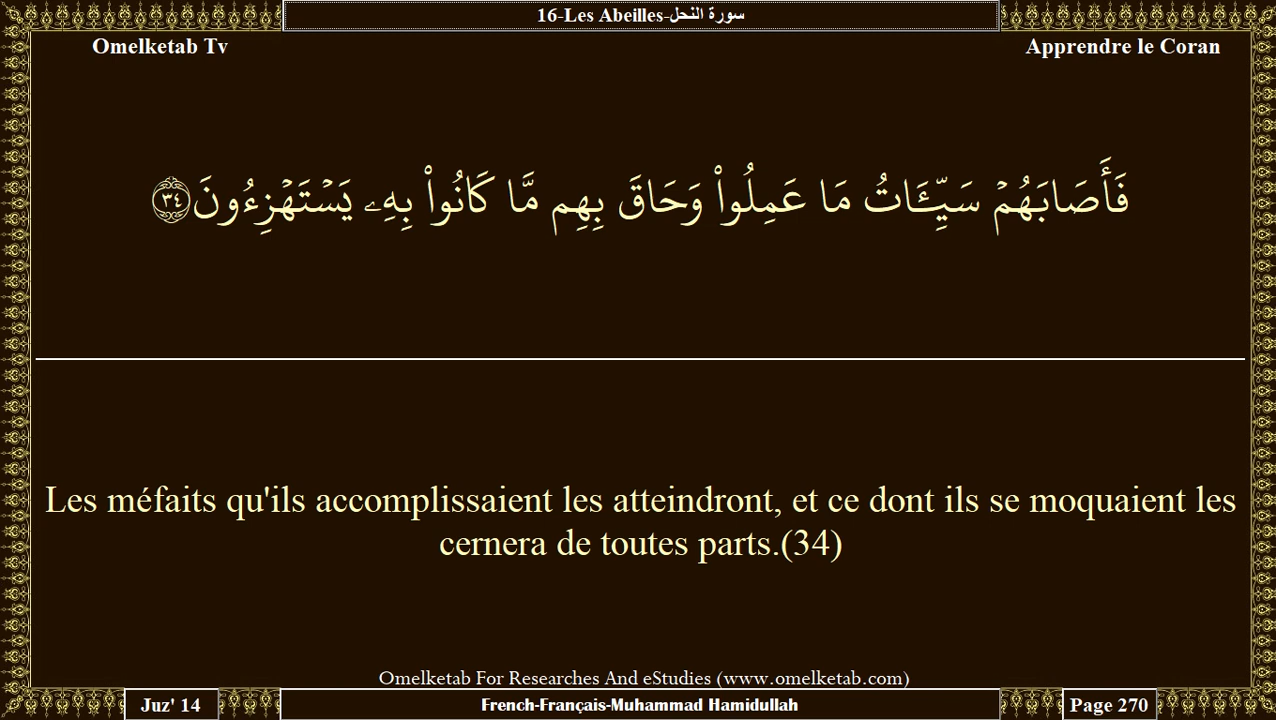 16-Les Abeilles-سورة النحل
Omelketab Tv
Apprendre le Coran
فَأَصَابَهُمْ سَيِّـَٔاتُ مَا عَمِلُوا۟ وَحَاقَ بِهِم مَّا كَانُوا۟ بِهِۦ يَسْتَهْزِءُونَ ٣٤
Les méfaits qu'ils accomplissaient les atteindront, et ce dont ils se moquaient les
cernera de toutes parts.(34)
Omelketab For Researches And eStudies (www.omelketab.com)
Juz' 14
French-Français-Muhammad Hamidullah
Page 270